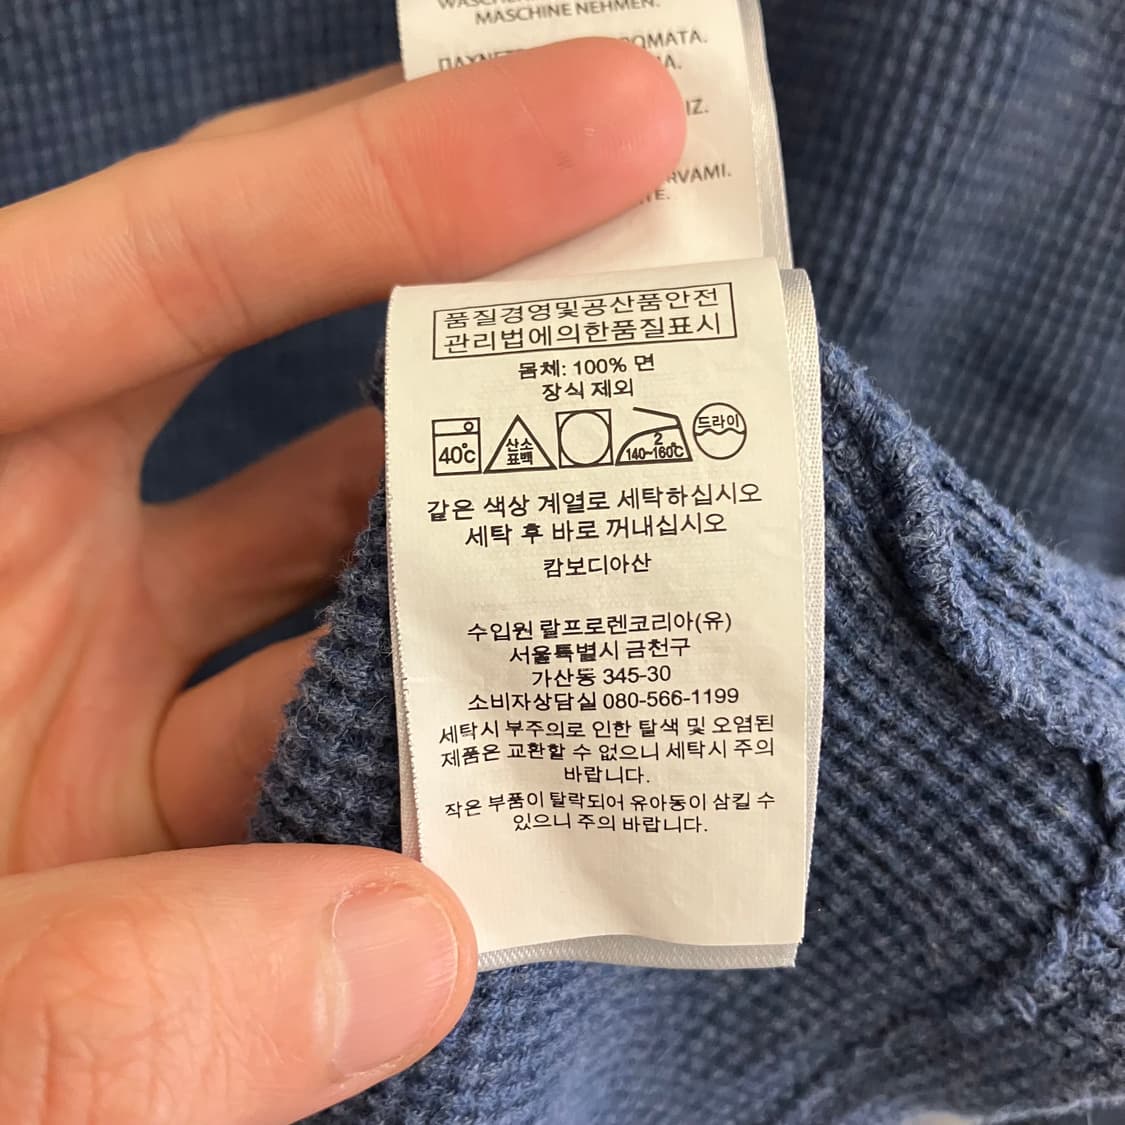 MASCHINE NEHMEN.
품질경영및공산품안전
관리법에의한품질표시
몸체: 100% 면
장식 제외
40℃
산소
표백
2
140~160℃
드라이
같은 색상 계열로 세탁하십시오
세탁 후 바로 꺼내십시오
캄보디아산
수입원 랄프로렌코리아(유)
서울특별시 금천구
가산동 345-30
소비자상담실 080-566-1199
세탁시 부주의로 인한 탈색 및 오염된
제품은 교환할 수 없으니 세탁시 주의
바랍니다.
작은 부품이 탈락되어 유아동이 삼킬 수
있으니 주의 바랍니다.